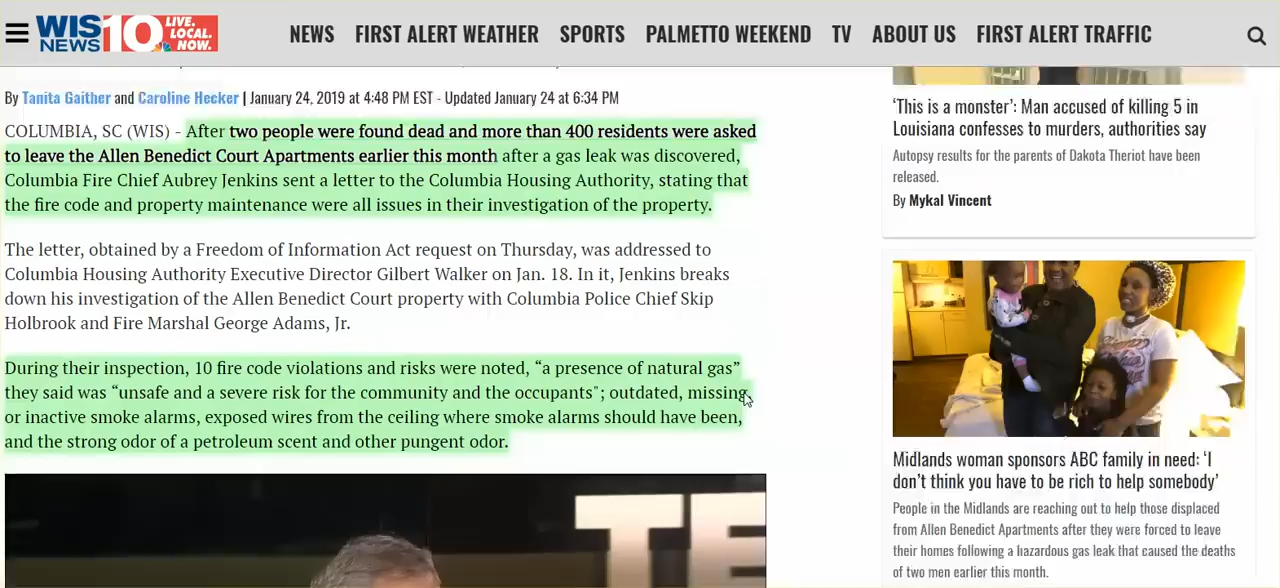 WIS NEWS 10 LIVE. LOCAL. NOW.
NEWS FIRST ALERT WEATHER SPORTS PALMETTO WEEKEND TV ABOUT US FIRST ALERT TRAFFIC
By Tanita Gaither and Caroline Hecker | January 24, 2019 at 4:48 PM EST - Updated January 24 at 6:34 PM
COLUMBIA, SC (WIS) - After two people were found dead and more than 400 residents were asked
to leave the Allen Benedict Court Apartments earlier this month after a gas leak was discovered,
Columbia Fire Chief Aubrey Jenkins sent a letter to the Columbia Housing Authority, stating that
the fire code and property maintenance were all issues in their investigation of the property.
The letter, obtained by a Freedom of Information Act request on Thursday, was addressed to
Columbia Housing Authority Executive Director Gilbert Walker on Jan. 18. In it, Jenkins breaks
down his investigation of the Allen Benedict Court property with Columbia Police Chief Skip
Holbrook and Fire Marshal George Adams, Jr.
During their inspection, 10 fire code violations and risks were noted, “a presence of natural gas”
they said was “unsafe and a severe risk for the community and the occupants"; outdated, missing,
or inactive smoke alarms, exposed wires from the ceiling where smoke alarms should have been,
and the strong odor of a petroleum scent and other pungent odor.
TE
‘This is a monster’: Man accused of killing 5 in
Louisiana confesses to murders, authorities say
Autopsy results for the parents of Dakota Theriot have been
released.
By Mykal Vincent
Midlands woman sponsors ABC family in need: ‘I
don’t think you have to be rich to help somebody’
People in the Midlands are reaching out to help those displaced
from Allen Benedict Apartments after they were forced to leave
their homes following a hazardous gas leak that caused the deaths
of two men earlier this month.